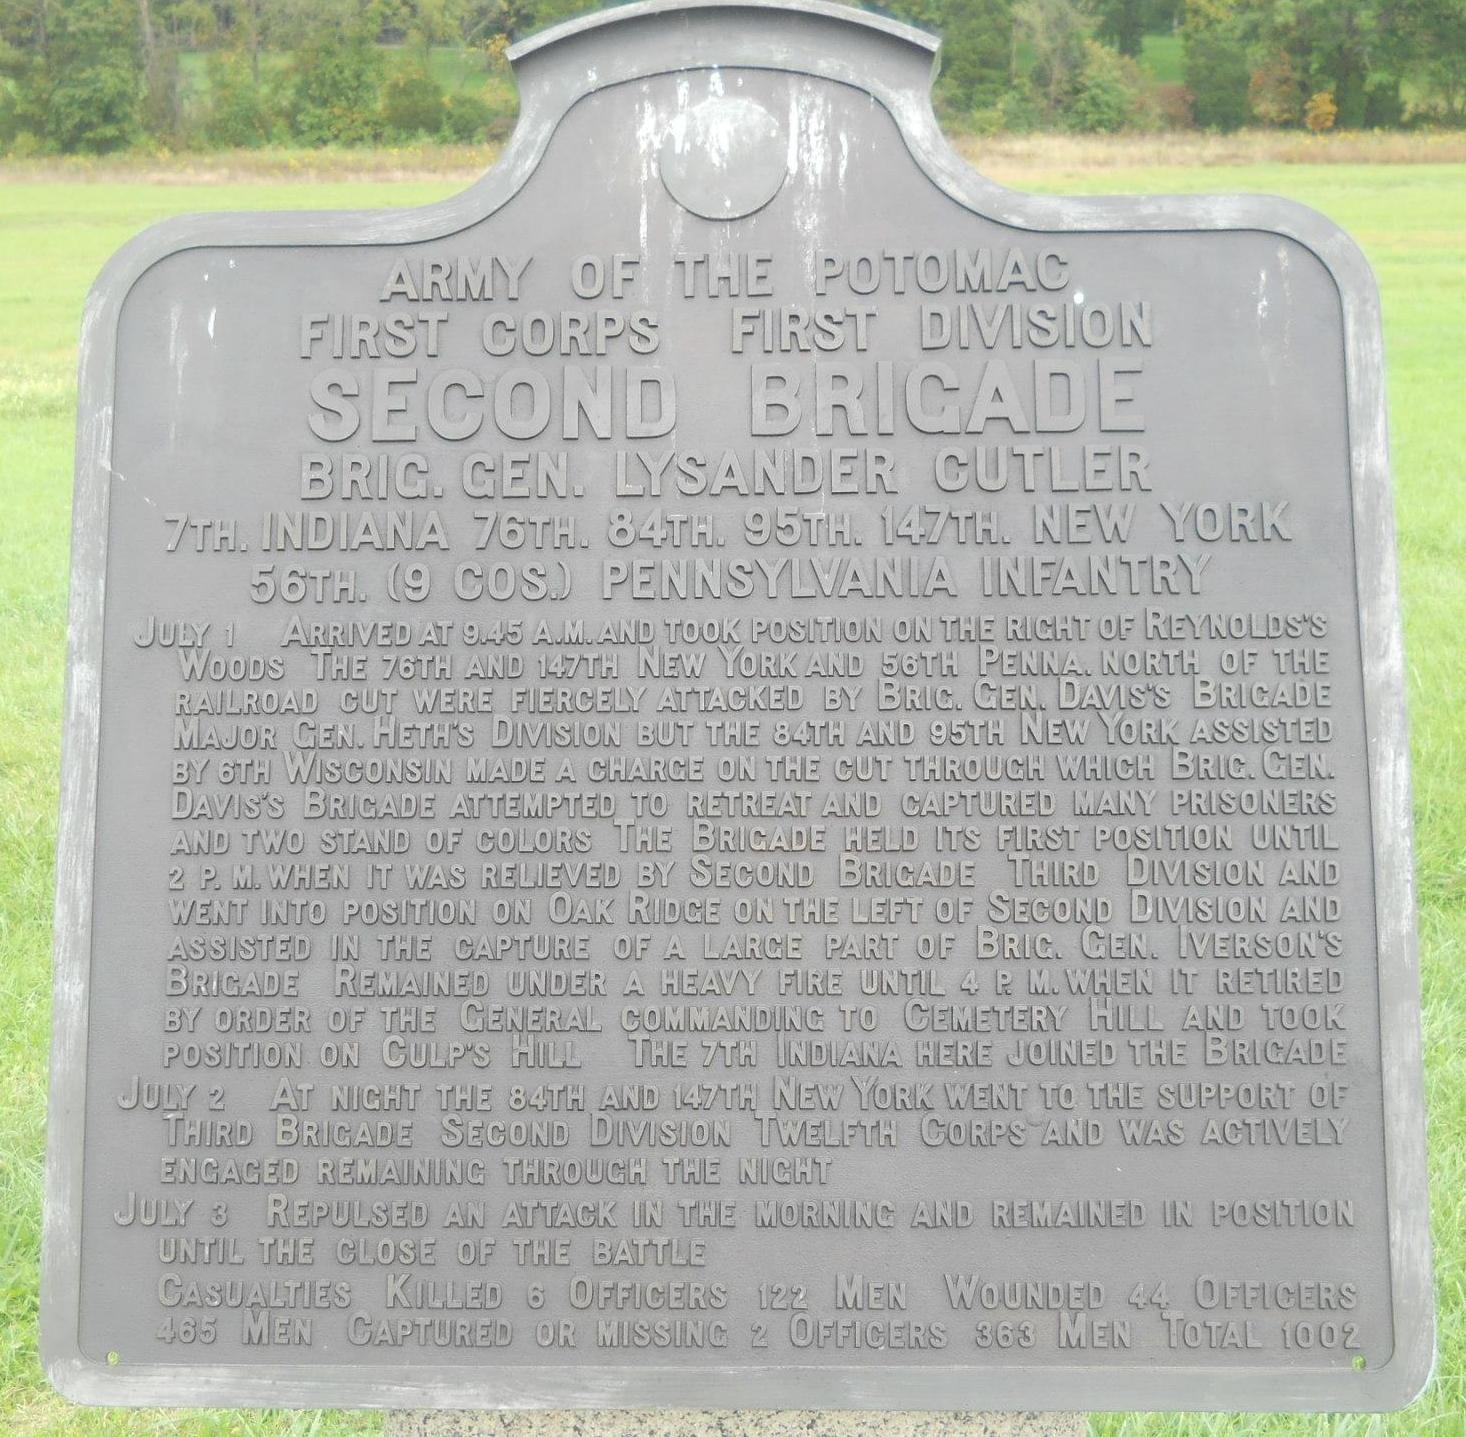 ARMY OF THE POTOMAC
FIRST CORPS FIRST DIVISION
SECOND BRIGADE
BRIG. GEN. LYSANDER CUTLER
7TH. INDIANA 76TH. 84TH. 95TH. 147TH. NEW YORK
56TH. (9 COS.) PENNSYLVANIA INFANTRY
JULY 1 ARRIVED AT 9.45 A.M. AND TOOK POSITION ON THE RIGHT OF REYNOLDS'S
WOODS THE 76TH AND 147TH NEW YORK AND 56TH PENNA. NORTH OF THE
RAILROAD CUT WERE FIERCELY ATTACKED BY BRIG. GEN. DAVIS'S BRIGADE
MAJOR GEN. HETH'S DIVISION BUT THE 84TH AND 95TH NEW YORK ASSISTED
BY 6TH WISCONSIN MADE A CHARGE ON THE CUT THROUGH WHICH BRIG. GEN.
DAVIS'S BRIGADE ATTEMPTED TO RETREAT AND CAPTURED MANY PRISONERS
AND TWO STAND OF COLORS THE BRIGADE HELD ITS FIRST POSITION UNTIL
2 P. M. WHEN IT WAS RELIEVED BY SECOND BRIGADE THIRD DIVISION AND
WENT INTO POSITION ON OAK RIDGE ON THE LEFT OF SECOND DIVISION AND
ASSISTED IN THE CAPTURE OF A LARGE PART OF BRIG. GEN. IVERSON'S
BRIGADE REMAINED UNDER A HEAVY FIRE UNTIL 4 P. M. WHEN IT RETIRED
BY ORDER OF THE GENERAL COMMANDING TO CEMETERY HILL AND TOOK
POSITION ON CULP'S HILL THE 7TH INDIANA HERE JOINED THE BRIGADE
JULY 2 AT NIGHT THE 84TH AND 147TH NEW YORK WENT TO THE SUPPORT OF
THIRD BRIGADE SECOND DIVISION TWELFTH CORPS AND WAS ACTIVELY
ENGAGED REMAINING THROUGH THE NIGHT
JULY 3 REPULSED AN ATTACK IN THE MORNING AND REMAINED IN POSITION
UNTIL THE CLOSE OF THE BATTLE
CASUALTIES KILLED 6 OFFICERS 122 MEN WOUNDED 44 OFFICERS
465 MEN CAPTURED OR MISSING 2 OFFICERS 363 MEN TOTAL 1002